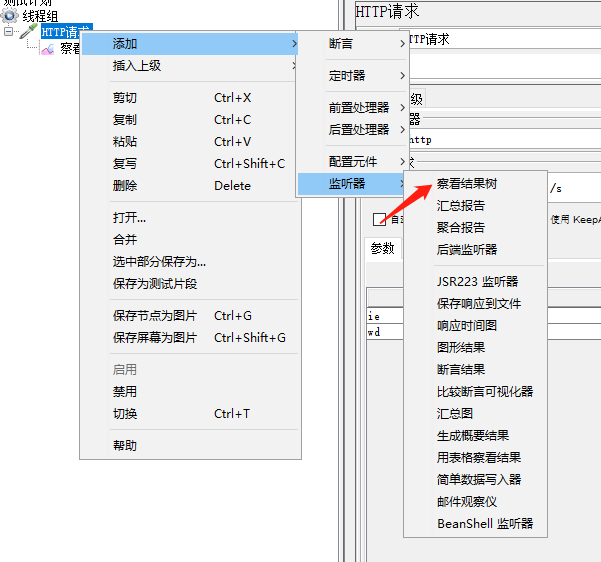 测试计划
线程组
HTTP请求
察看
添加
插入上级
剪切 Ctrl+X
复制 Ctrl+C
粘贴 Ctrl+V
复写 Ctrl+Shift+C
删除 Delete
打开...
合并
选中部分保存为...
保存为测试片段
保存节点为图片 Ctrl+G
保存屏幕为图片 Ctrl+Shift+G
启用
禁用
切换 Ctrl+T
帮助
断言
定时器
前置处理器
后置处理器
配置元件
监听器
察看结果树
汇总报告
聚合报告
后端监听器
JSR223 监听器
保存响应到文件
响应时间图
图形结果
断言结果
比较断言可视化器
汇总图
生成概要结果
用表格察看结果
简单数据写入器
邮件观察仪
BeanShell 监听器
HTTP请求
HTTP请求
级
器
http
求
/s
自
使用 KeepA
参数
ie
wd